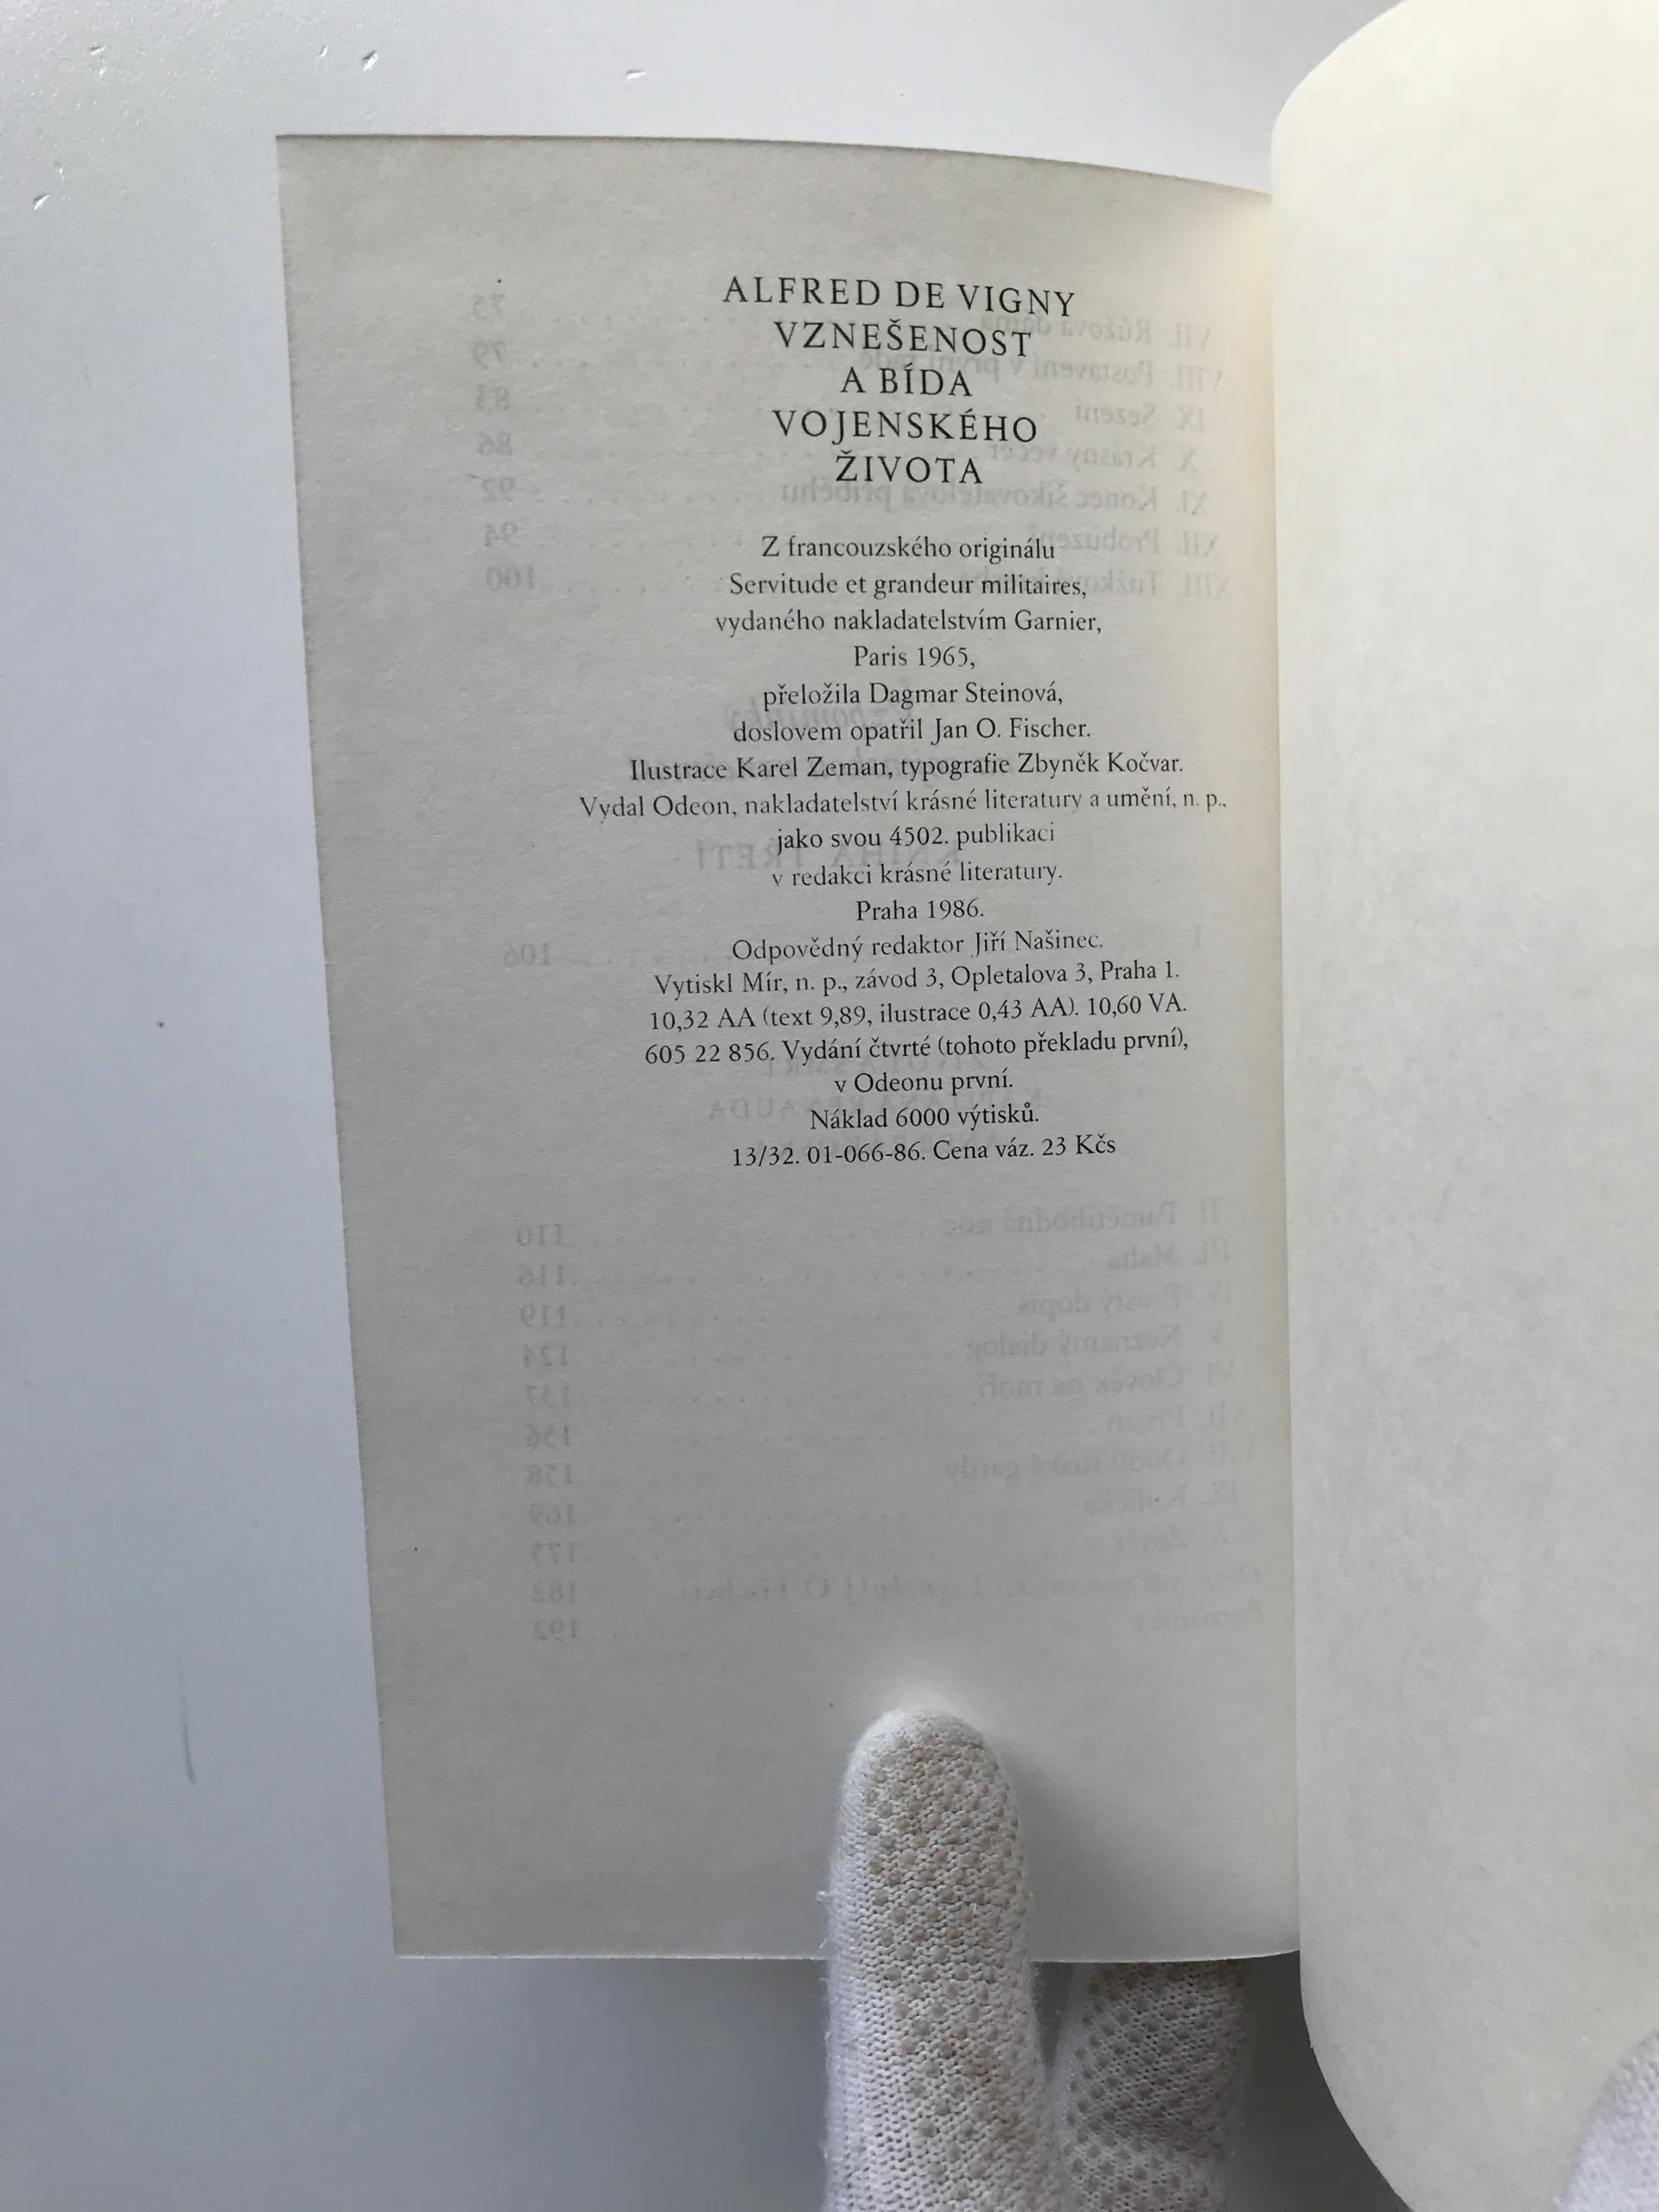 ALFRED DE VIGNY
VZNEŠENOST
A BÍDA
VOJENSKÉHO
ŽIVOTA
Z francouzského originálu
Servitude et grandeur militaires,
vydaného nakladatelstvím Garnier,
Paris 1965,
přeložila Dagmar Steinová,
doslovem opatřil Jan O. Fischer.
Ilustrace Karel Zeman, typografie Zbyněk Kočvar.
Vydal Odeon, nakladatelství krásné literatury a umění, n. p.,
jako svou 4502. publikaci
v redakci krásné literatury.
Praha 1986.
Odpovědný redaktor Jiří Našinec.
Vytiskl Mír, n. p., závod 3, Opletalova 3, Praha 1.
10,32 AA (text 9,89, ilustrace 0,43 AA). 10,60 VA.
605 22 856. Vydání čtvrté (tohoto překladu první),
v Odeonu první.
Náklad 6000 výtisků.
13/32. 01-066-86. Cena váz. 23 Kčs